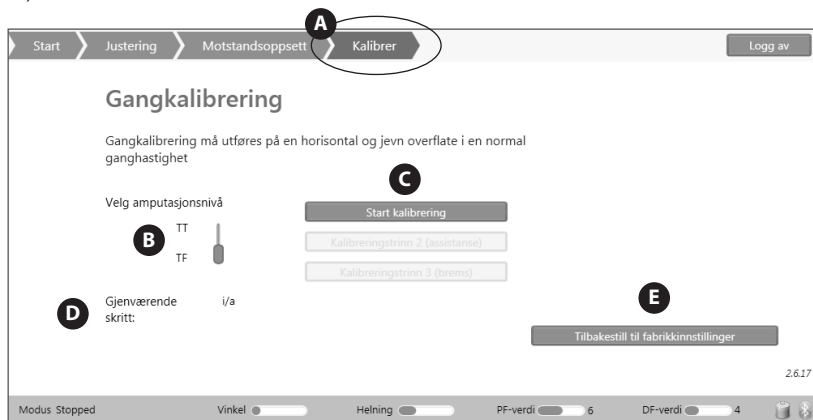 A
Start Justering Motstandsoppsett Kalibrer Logg av
Gangkalibrering
Gangkalibrering må utføres på en horisontal og jevn overflate i en normal
ganghastighet
C
Velg amputasjonsnivå
Start kalibrering
TT
B
Kalibreringstrinn 2 (assistanse)
TF
Kalibreringstrinn 3 (brems)
D
Gjenværende i/a
skritt:
E
Tilbakestill til fabrikkinnstillinger
2.6.17
Modus Stopped Vinkel Helning PF-verdi 6 DF-verdi 4